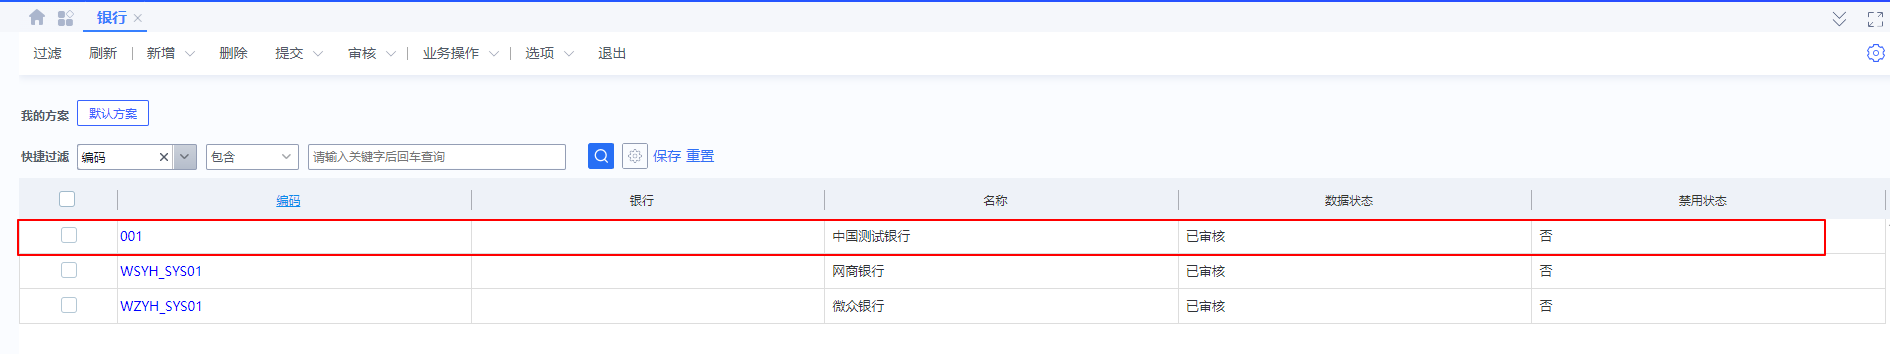 银行
过滤 刷新 新增 删除 提交 审核 业务操作 选项 退出
我的方案 默认方案
快捷过滤 编码 包含 请输入关键字后回车查询 保存 重置
编码 银行 名称 数据状态 禁用状态
001 中国测试银行 已审核 否
WSYH_SYS01 网商银行 已审核 否
WZYH_SYS01 微众银行 已审核 否